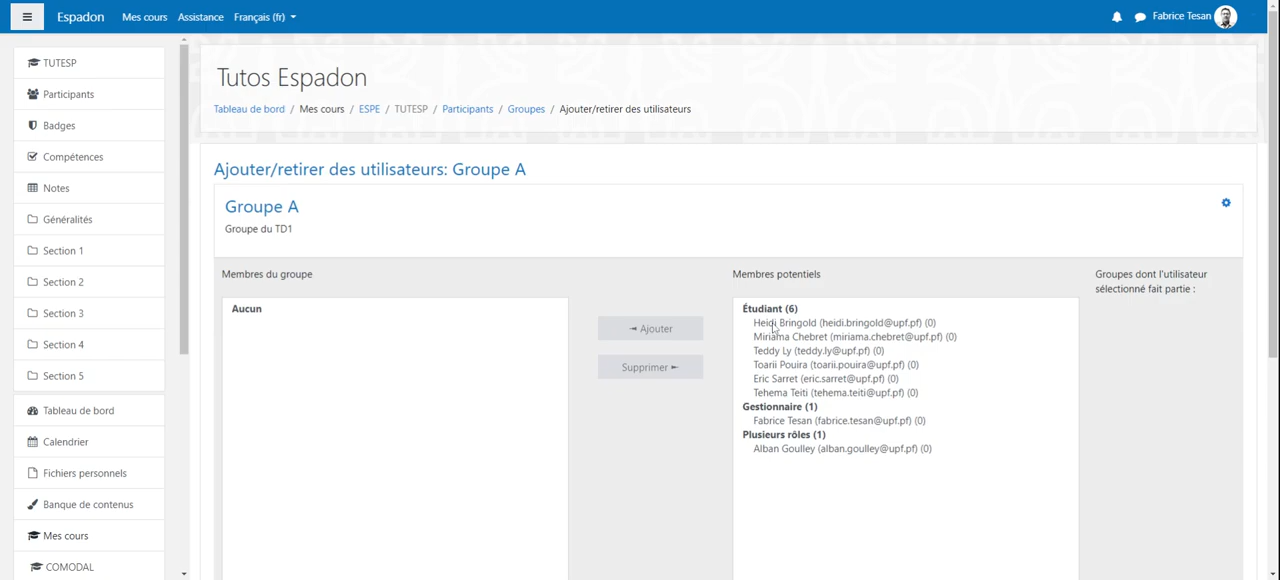 Espadon Mes cours Assistance Français (fr) Fabrice Tesan
TUTESP
Participants
Badges
Compétences
Notes
Généralités
Section 1
Section 2
Section 3
Section 4
Section 5
Tableau de bord
Calendrier
Fichiers personnels
Banque de contenus
Mes cours
COMODAL
Tutos Espadon
Tableau de bord / Mes cours / ESPE / TUTESP / Participants / Groupes / Ajouter/retirer des utilisateurs
Ajouter/retirer des utilisateurs: Groupe A
Groupe A
Groupe du TD1
Membres du groupe
Aucun
◄ Ajouter
Supprimer ►
Membres potentiels
Étudiant (6)
Heidi Bringold (heidi.bringold@upf.pf) (0)
Miriama Chebret (miriama.chebret@upf.pf) (0)
Teddy Ly (teddy.ly@upf.pf) (0)
Toarii Pouira (toarii.pouira@upf.pf) (0)
Eric Sarret (eric.sarret@upf.pf) (0)
Tehema Teiti (tehema.teiti@upf.pf) (0)
Gestionnaire (1)
Fabrice Tesan (fabrice.tesan@upf.pf) (0)
Plusieurs rôles (1)
Alban Goulley (alban.goulley@upf.pf) (0)
Groupes dont l'utilisateur
sélectionné fait partie :